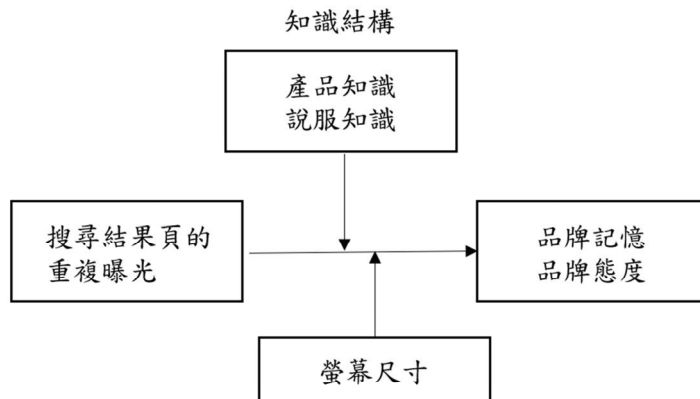 知識結構
產品知識
說服知識
搜尋結果頁的
重複曝光
品牌記憶
品牌態度
螢幕尺寸